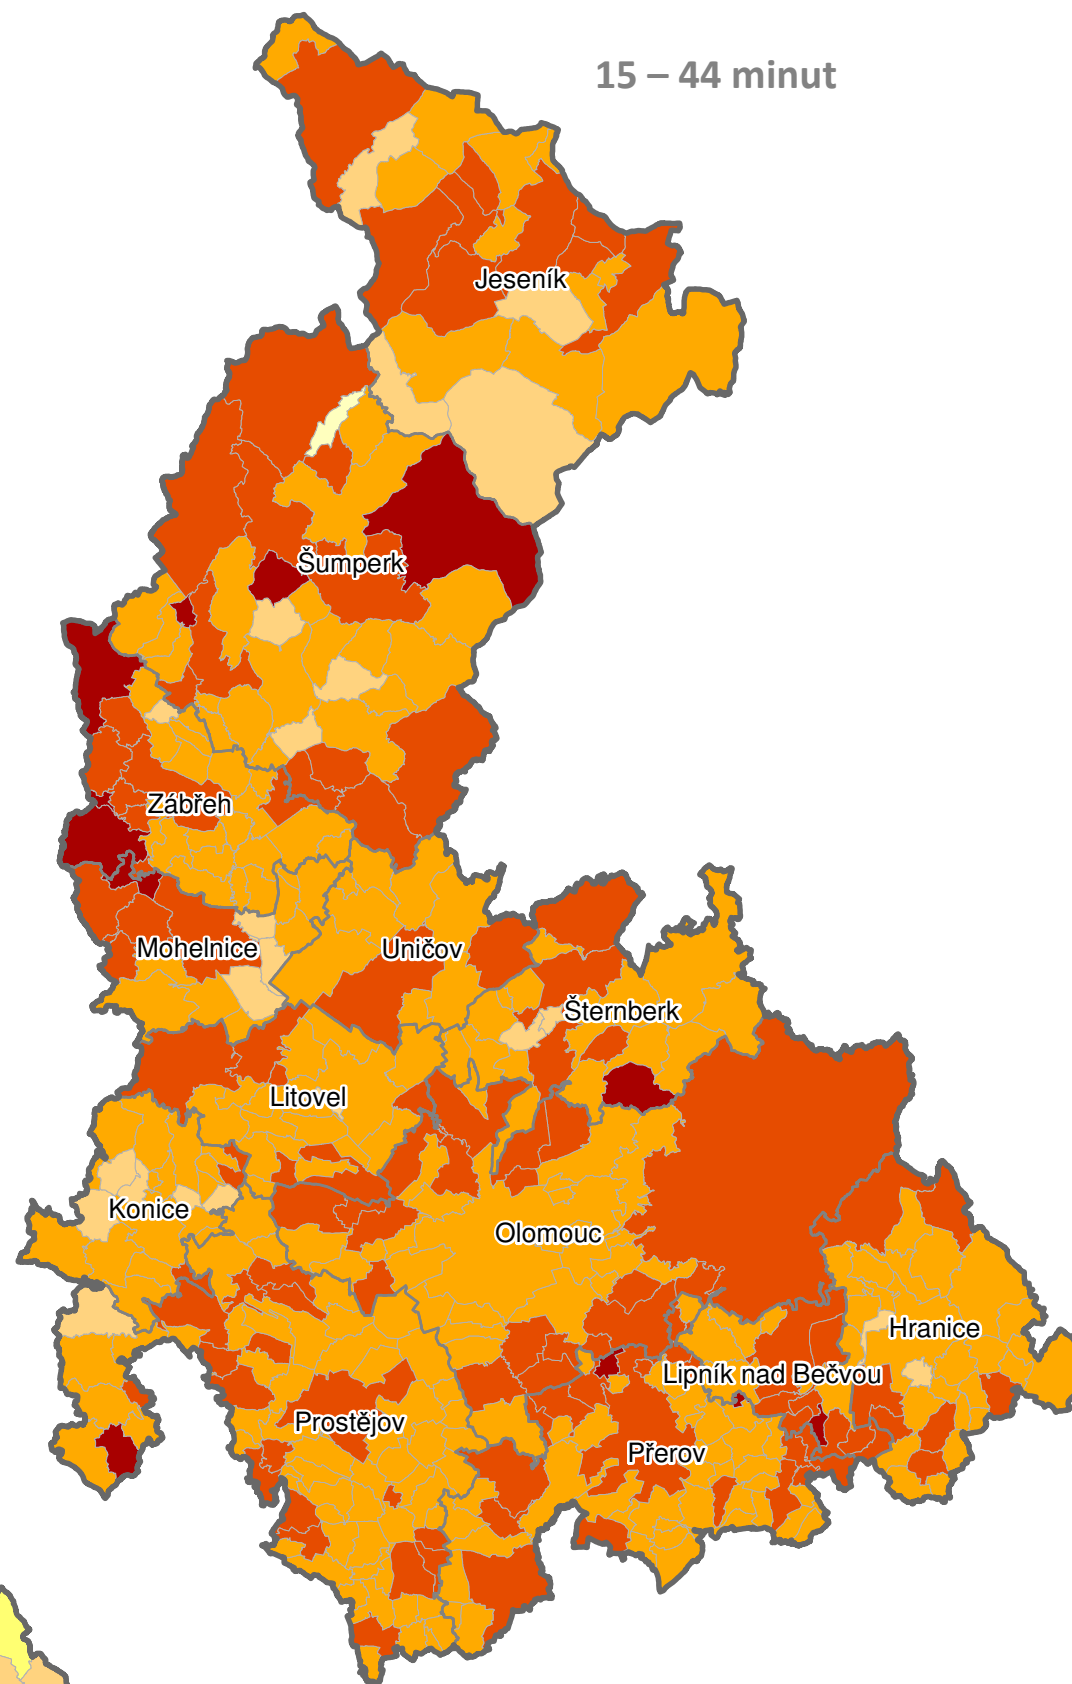 15 – 44 minut
Jeseník
Šumperk
Zábřeh
Mohelnice
Uničov
Šternberk
Litovel
Konice
Olomouc
Hranice
Lipník nad Bečvou
Prostějov
Přerov